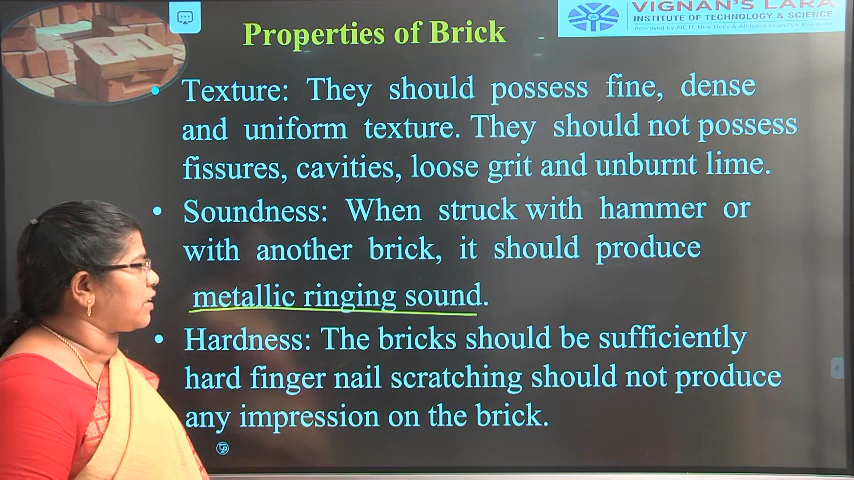 Properties of Brick
VIGNAN'S LARA
INSTITUTE OF TECHNOLOGY & SCIENCE
• Texture: They should possess fine, dense
and uniform texture. They should not possess
fissures, cavities, loose grit and unburnt lime.
• Soundness: When struck with hammer or
with another brick, it should produce
metallic ringing sound.
• Hardness: The bricks should be sufficiently
hard finger nail scratching should not produce
any impression on the brick.